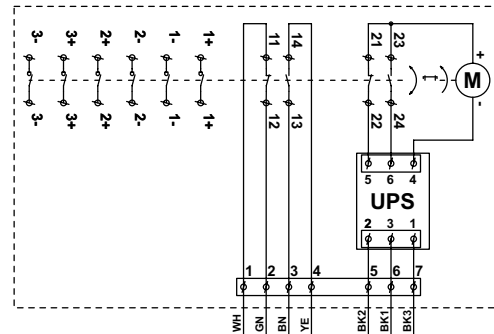 3- 3+ 2+ 2- 1- 1+ 11 14 21 23
+
M
-
3- 3+ 2+ 2- 1- 1+ 12 13 22 24
5 6 4
UPS
2 3 1
1 2 3 4 5 6 7
WH GN BN YE BK2 BK1 BK3